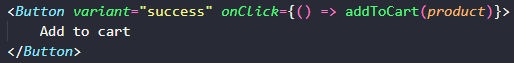 <Button variant="success" onClick={() => addToCart(product)}>
    Add to cart
</Button>